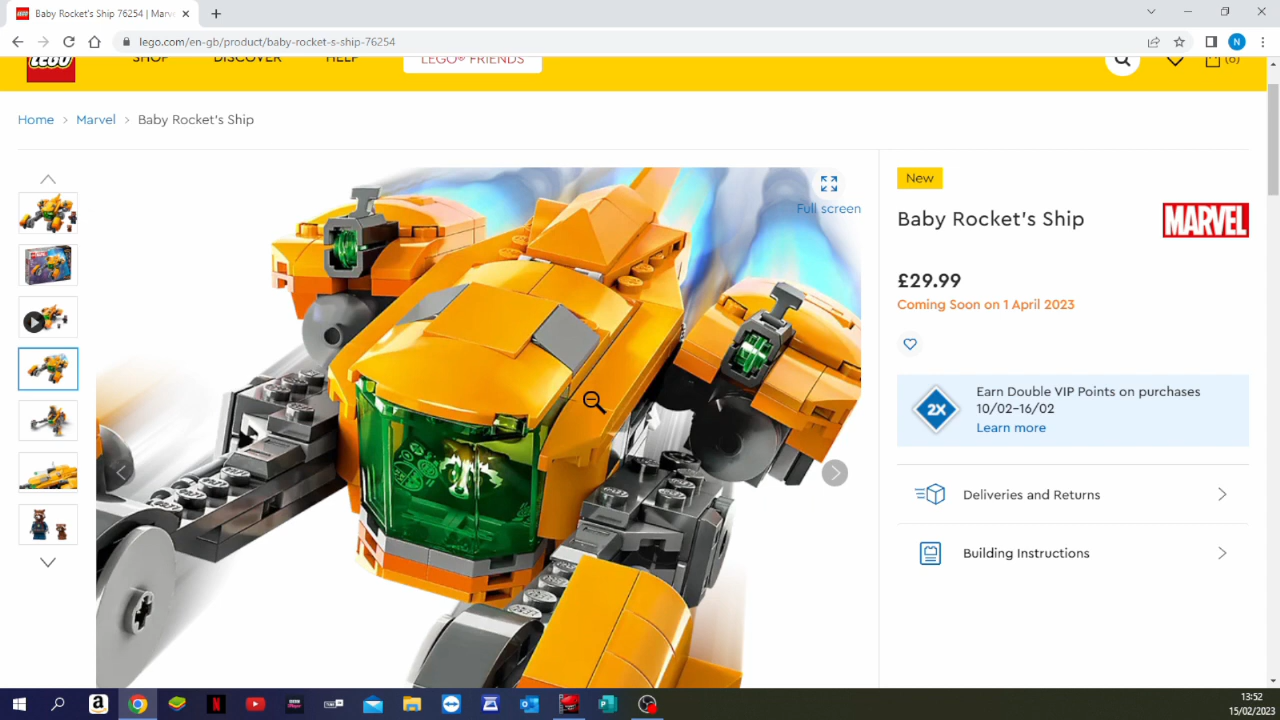 Baby Rocket's Ship 76254 | Marv
lego.com/en-gb/product/baby-rocket-s-ship-76254
LEGO
SHOP
DISCOVER
HELP
LEGO® FRIENDS
(0)
Home > Marvel > Baby Rocket's Ship
Full screen
New
Baby Rocket's Ship
MARVEL
£29.99
Coming Soon on 1 April 2023
2X
Earn Double VIP Points on purchases
10/02-16/02
Learn more
Deliveries and Returns
Building Instructions
13:52
15/02/2023